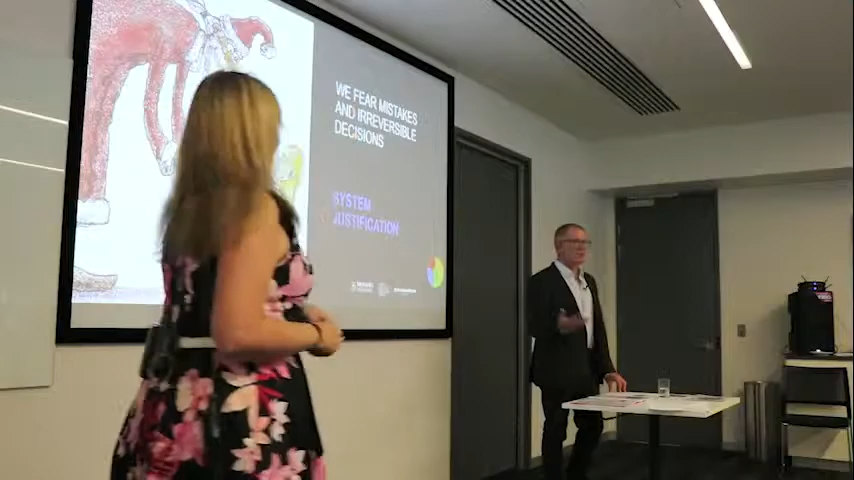 WE FEAR MISTAKES
AND IRREVERSIBLE
DECISIONS
SYSTEM
JUSTIFICATION